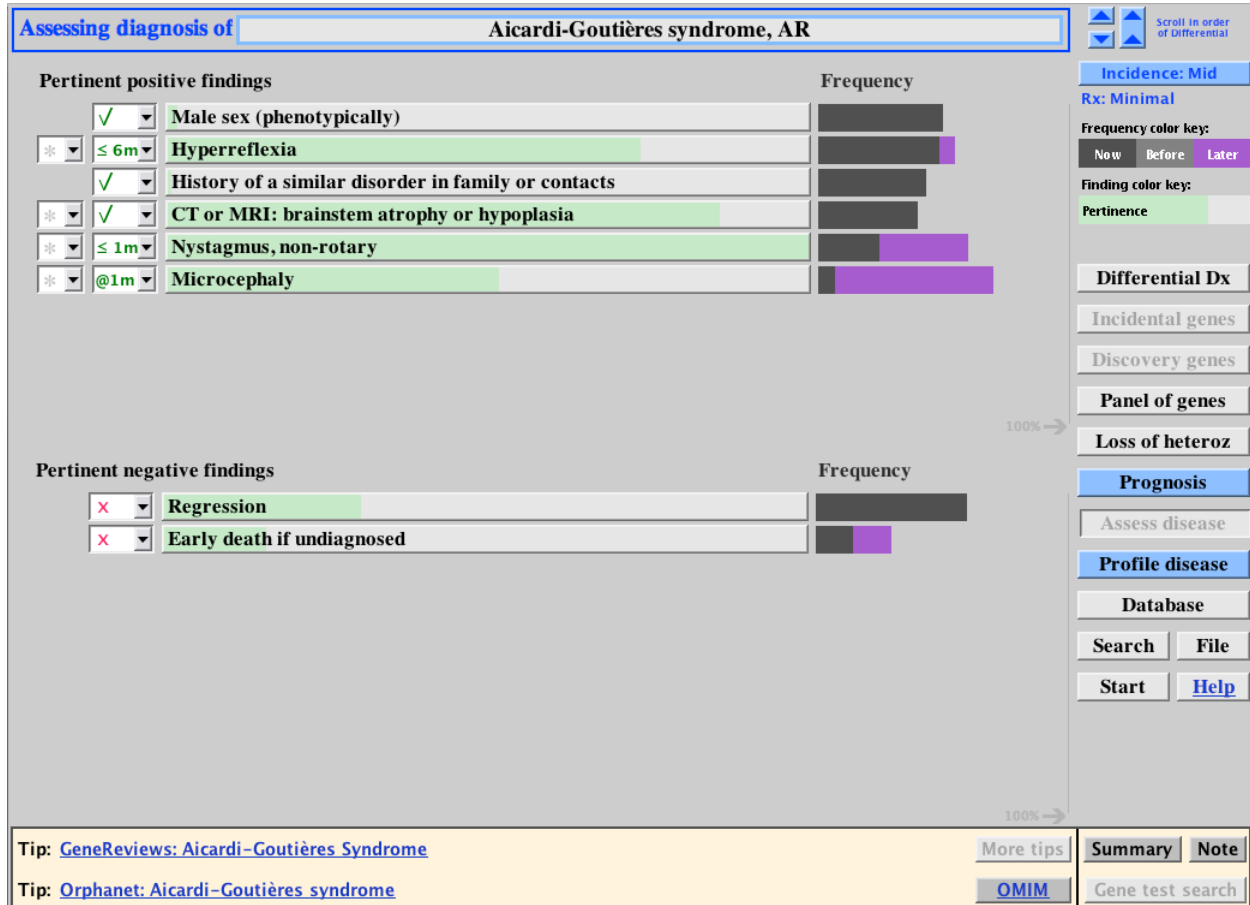 Assessing diagnosis of Aicardi-Goutières syndrome, AR
Scroll in order
of Differential
Pertinent positive findings Frequency
√ Male sex (phenotypically)
* ≤ 6m Hyperreflexia
√ History of a similar disorder in family or contacts
* √ CT or MRI: brainstem atrophy or hypoplasia
* ≤ 1m Nystagmus, non-rotary
* @1m Microcephaly
100%
Pertinent negative findings Frequency
x Regression
x Early death if undiagnosed
100%
Incidence: Mid
Rx: Minimal
Frequency color key:
Now Before Later
Finding color key:
Pertinence
Differential Dx
Incidental genes
Discovery genes
Panel of genes
Loss of heteroz
Prognosis
Assess disease
Profile disease
Database
Search File
Start Help
Tip: GeneReviews: Aicardi-Goutières Syndrome More tips Summary Note
Tip: Orphanet: Aicardi-Goutières syndrome OMIM Gene test search